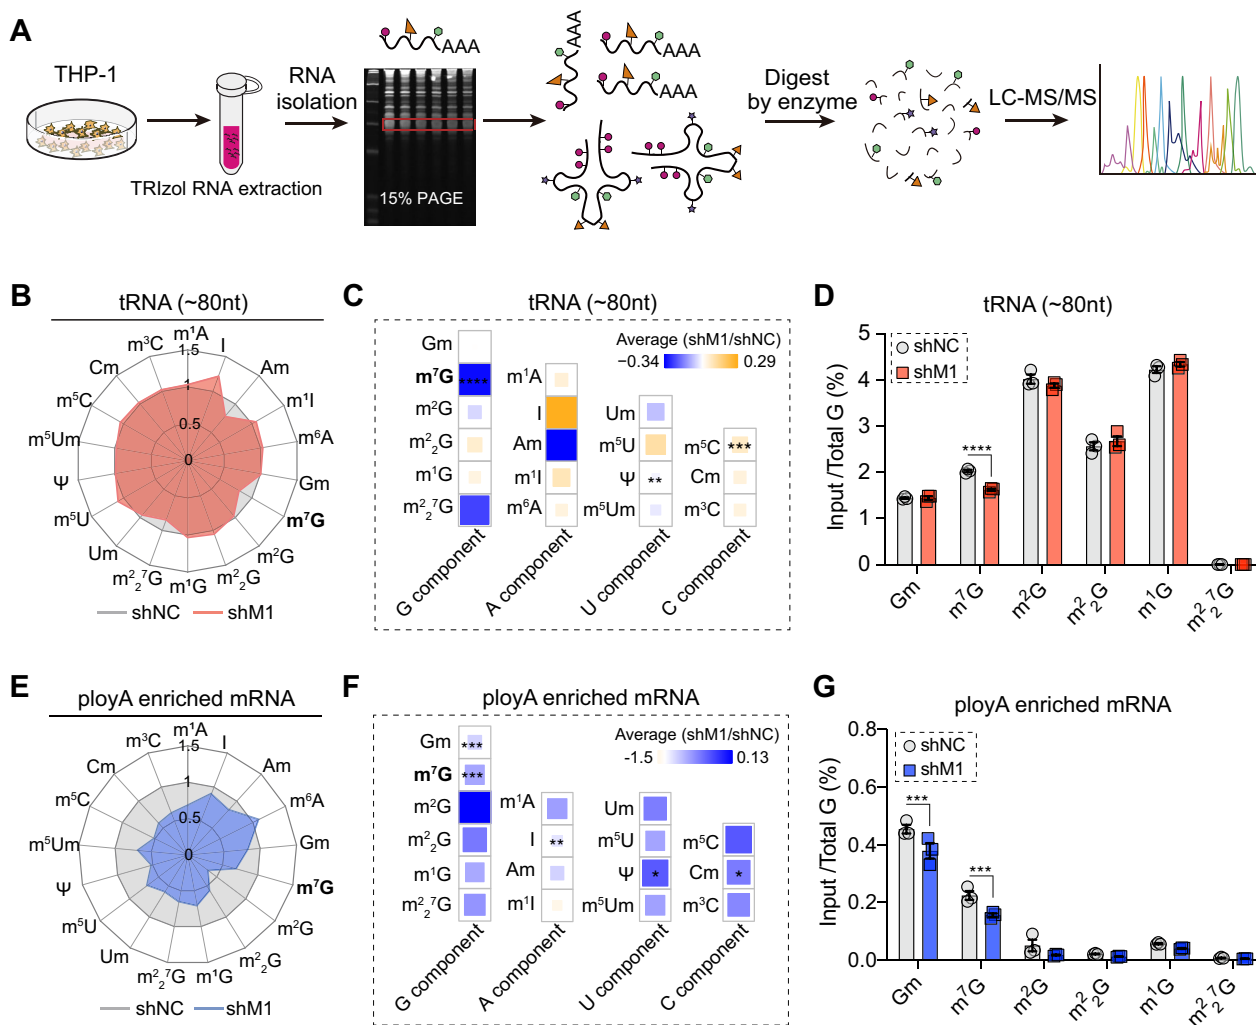 A
THP-1
TRIzol RNA extraction
RNA
isolation
AAA
15% PAGE
AAA
AAA
AAA
Digest
by enzyme
LC-MS/MS
B
tRNA (~80nt)
m¹A
I
Am
m¹I
m⁶A
Gm
m⁷G
m²G
m²₂G
m¹G
m²₂⁷G
Um
m⁵U
Ψ
m⁵Um
m⁵C
Cm
m³C
1.5
1
0.5
0
shNC
shM1
C
tRNA (~80nt)
Average (shM1/shNC)
−0.34
0.29
Gm
m⁷G ****
m²G
m²₂G
m¹G
m²₂⁷G
G component
m¹A
I
Am
m¹I
m⁶A
A component
Um
m⁵U
Ψ **
m⁵Um
U component
m⁵C ***
Cm
m³C
C component
D
tRNA (~80nt)
Input /Total G (%)
5
4
3
2
1
0
shNC
shM1
****
Gm
m⁷G
m²G
m²₂G
m¹G
m²₂⁷G
E
ployA enriched mRNA
m¹A
I
Am
m⁶A
Gm
m⁷G
m²G
m²₂G
m¹G
m²₂⁷G
Um
m⁵U
Ψ
m⁵Um
m⁵C
Cm
m³C
1.5
1
0.5
0
shNC
shM1
F
ployA enriched mRNA
Average (shM1/shNC)
-1.5
0.13
Gm ***
m⁷G ***
m²G
m²₂G
m¹G
m²₂⁷G
G component
m¹A
I **
Am
m¹I
A component
Um
m⁵U
Ψ *
m⁵Um
U component
m⁵C
Cm *
m³C
C component
G
ployA enriched mRNA
Input /Total G (%)
0.8
0.6
0.4
0.2
0.0
shNC
shM1
***
***
Gm
m⁷G
m²G
m²₂G
m¹G
m²₂⁷G